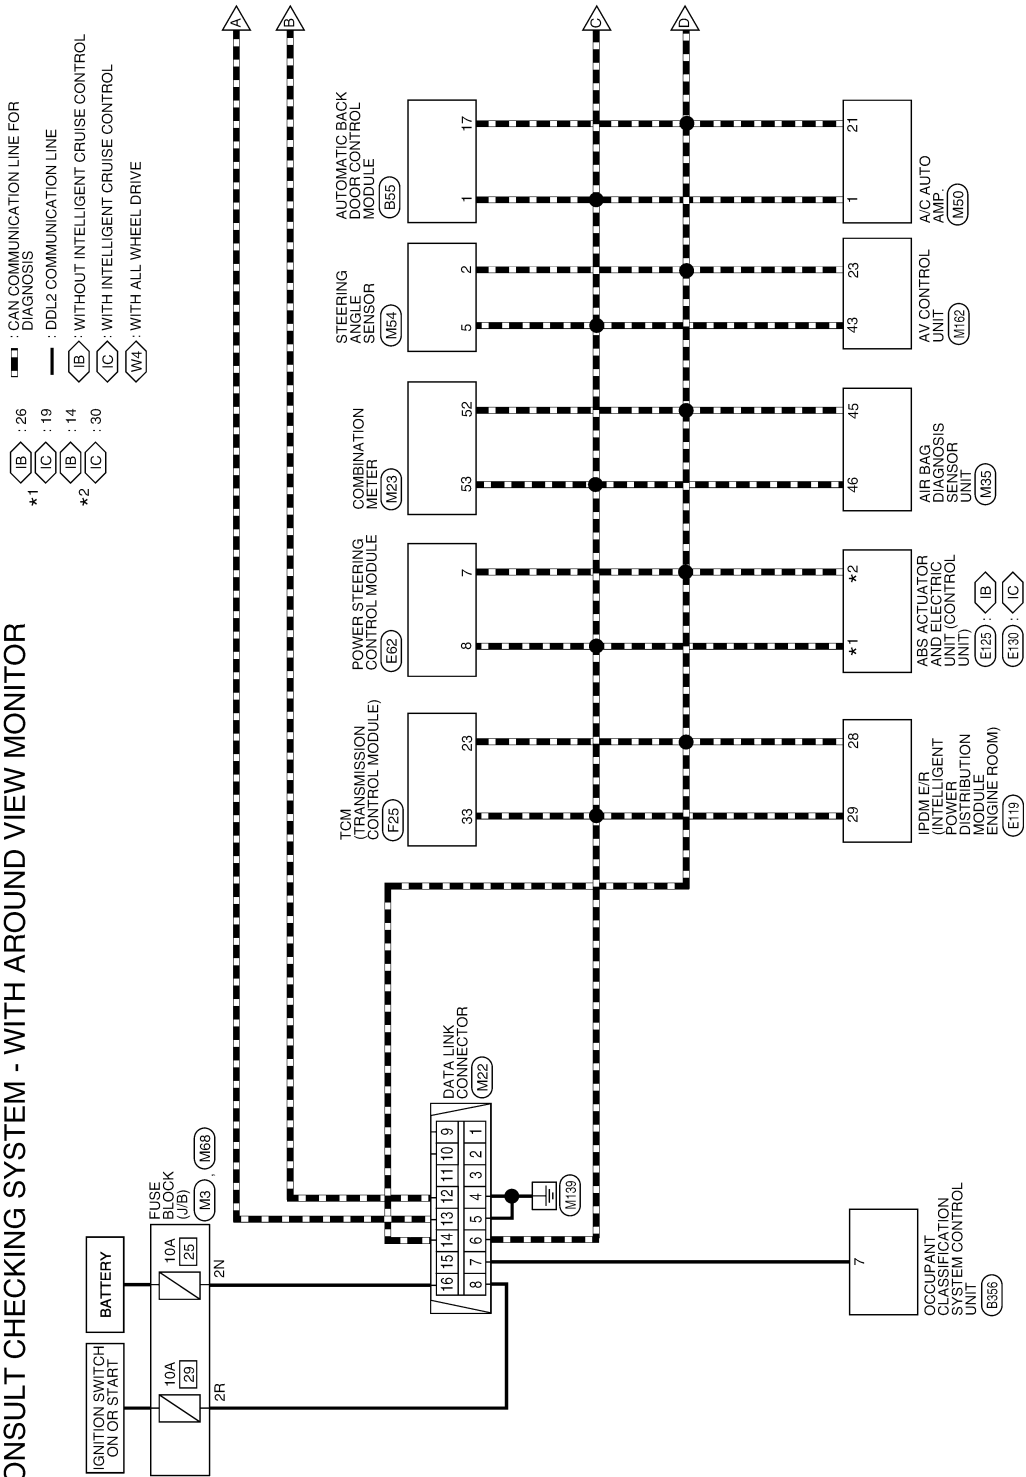 ONSULT CHECKING SYSTEM - WITH AROUND VIEW MONITOR
*1
IB : 26
IC : 19
*2
IB : 14
IC : 30
: CAN COMMUNICATION LINE FOR
DIAGNOSIS
: DDL2 COMMUNICATION LINE
IB : WITHOUT INTELLIGENT CRUISE CONTROL
IC : WITH INTELLIGENT CRUISE CONTROL
W4 : WITH ALL WHEEL DRIVE
IGNITION SWITCH
ON OR START
BATTERY
10A
29
10A
25
FUSE
BLOCK
(J/B)
M3 , M68
2R
2N
A
B
C
D
16 15 14 13 12 11 10 9
8 7 6 5 4 3 2 1
DATA LINK
CONNECTOR
M22
M139
TCM
(TRANSMISSION
CONTROL MODULE)
F25
33 23
POWER STEERING
CONTROL MODULE
E62
8 7
COMBINATION
METER
M23
53 52
STEERING
ANGLE
SENSOR
M54
5 2
AUTOMATIC BACK
DOOR CONTROL
MODULE
B55
1 17
7
OCCUPANT
CLASSIFICATION
SYSTEM CONTROL
UNIT
B356
29 28
IPDM E/R
(INTELLIGENT
POWER
DISTRIBUTION
MODULE
ENGINE ROOM)
E119
*1 *2
ABS ACTUATOR
AND ELECTRIC
UNIT (CONTROL
UNIT)
E125 : IB
E130 : IC
46 45
AIR BAG
DIAGNOSIS
SENSOR
UNIT
M35
43 23
AV CONTROL
UNIT
M162
1 21
A/C AUTO
AMP.
M50